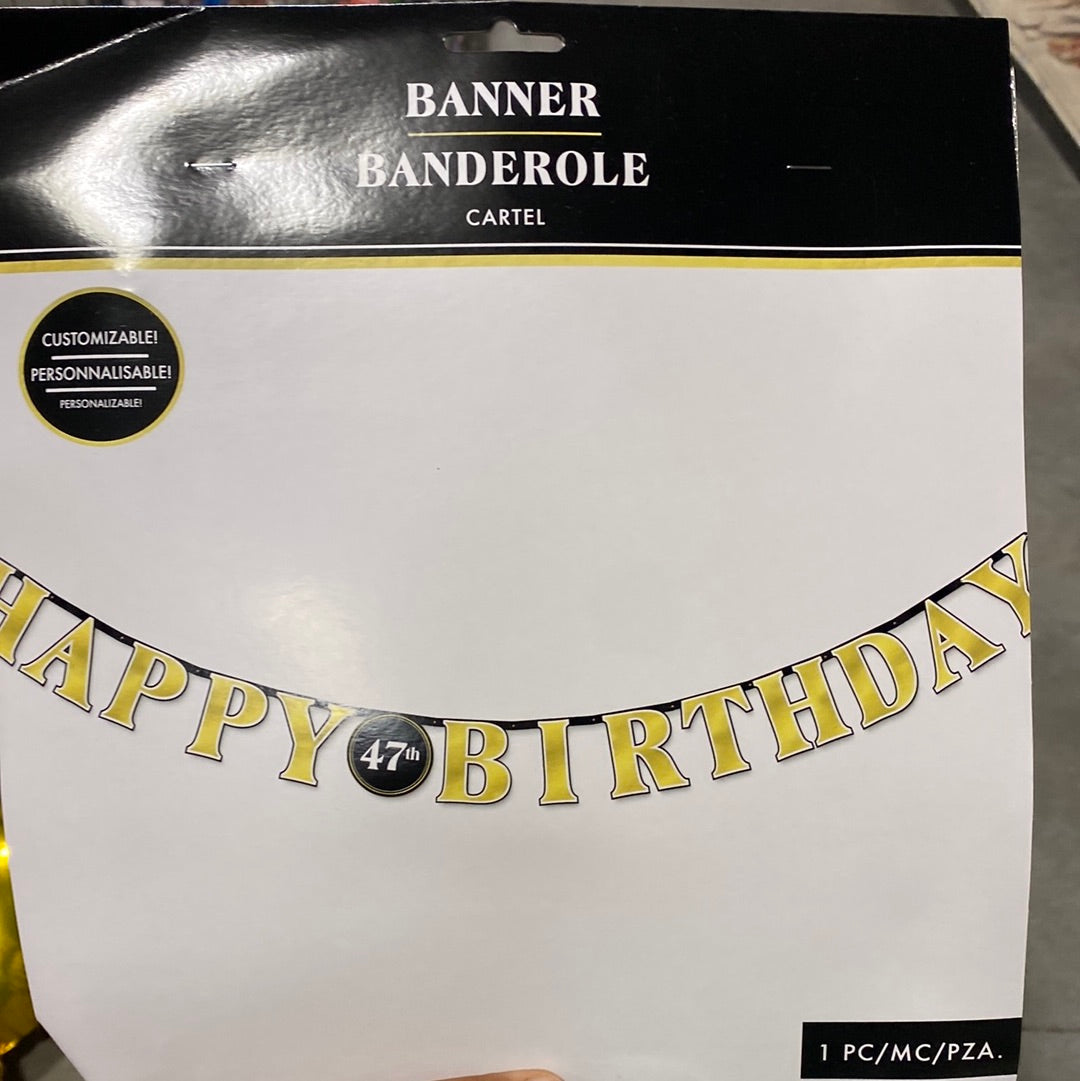 BANNER
BANDEROLE
CARTEL
CUSTOMIZABLE!
PERSONNALISABLE!
PERSONALIZABLE!
HAPPY 47th BIRTHDAY
1 PC/MC/PZA.